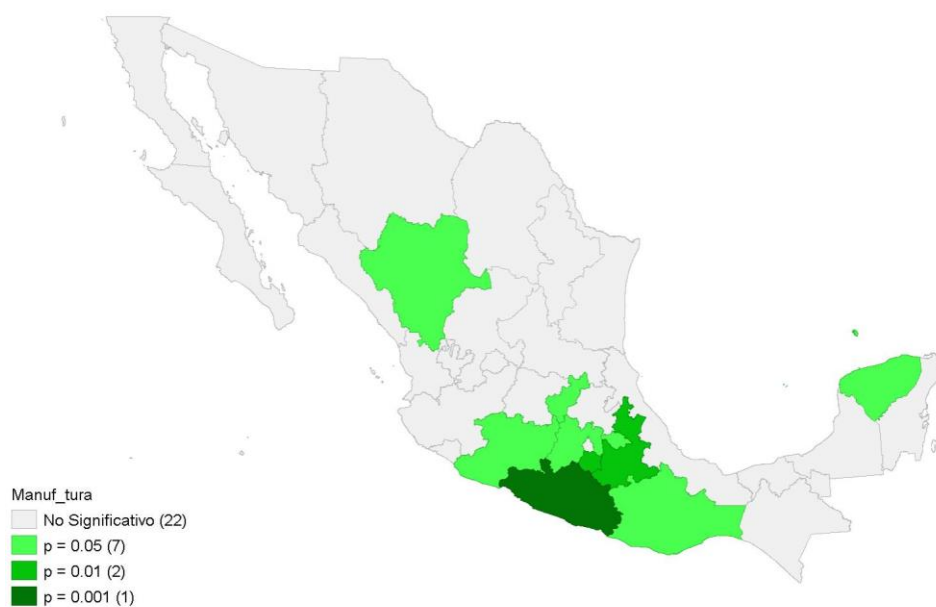 Manuf_tura
No Significativo (22)
p = 0.05 (7)
p = 0.01 (2)
p = 0.001 (1)